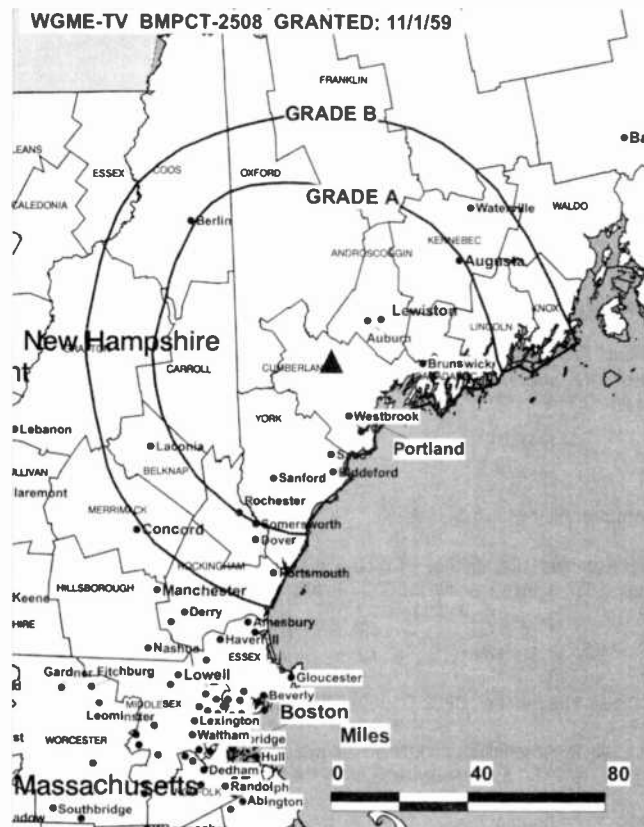 WGME-TV BMPCT-2508 GRANTED: 11/1/59
FRANKLIN
GRADE B
ESSEX
COOS
OXFORD
CALEDONIA
GRADE A
Waterville
WALDO
Berlin
KENNEBEC
ANDROSCOGGIN
Augusta
KNOX
Lewiston
LINCOLN
Auburn
New Hampshire
GRAFTON
CARROLL
CUMBERLAND
Brunswick
YORK
Westbrook
Lebanon
Laconia
Portland
BELKNAP
Sanford
Biddeford
Rochester
MERRIMACK
Concord
Somersworth
Dover
ROCKINGHAM
Portsmouth
HILLSBOROUGH
Manchester
Keene
Derry
Amesbury
Haverhill
Nashua
ESSEX
Gardner Fitchburg
Lowell
Gloucester
Beverly
Leominster
Boston
Lexington
WORCESTER
Waltham
Miles
Hull
Dedham
0 40 80
Massachusetts
Randolph
Southbridge
Abington